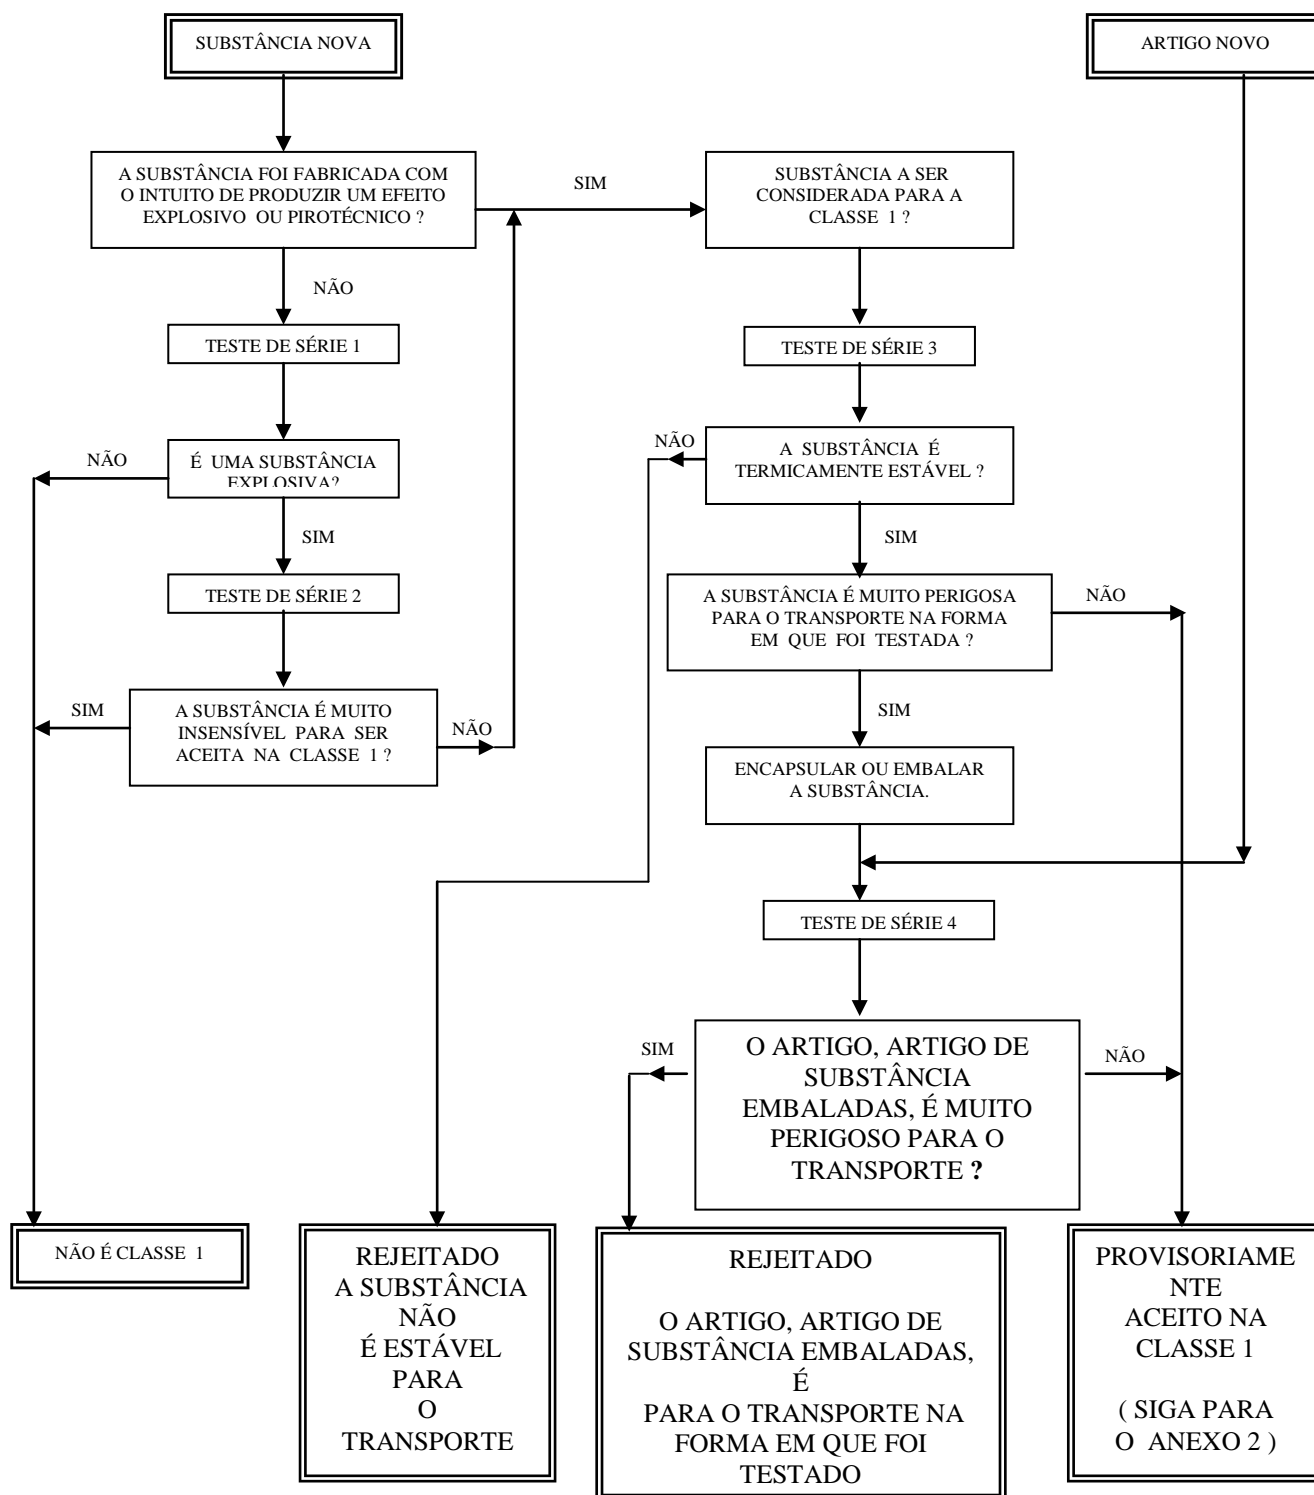 SUBSTÂNCIA NOVA
ARTIGO NOVO
A SUBSTÂNCIA FOI FABRICADA COM
O INTUITO DE PRODUZIR UM EFEITO
EXPLOSIVO OU PIROTÉCNICO ?
SIM
SUBSTÂNCIA A SER
CONSIDERADA PARA A
CLASSE 1 ?
NÃO
TESTE DE SÉRIE 1
TESTE DE SÉRIE 3
NÃO
É UMA SUBSTÂNCIA
EXPLOSIVA?
NÃO
A SUBSTÂNCIA É
TERMICAMENTE ESTÁVEL ?
SIM
SIM
TESTE DE SÉRIE 2
A SUBSTÂNCIA É MUITO PERIGOSA
PARA O TRANSPORTE NA FORMA
EM QUE FOI TESTADA ?
NÃO
SIM
A SUBSTÂNCIA É MUITO
INSENSÍVEL PARA SER
ACEITA NA CLASSE 1 ?
NÃO
SIM
ENCAPSULAR OU EMBALAR
A SUBSTÂNCIA.
TESTE DE SÉRIE 4
SIM
O ARTIGO, ARTIGO DE
SUBSTÂNCIA
EMBALADAS, É MUITO
PERIGOSO PARA O
TRANSPORTE ?
NÃO
NÃO É CLASSE 1
REJEITADO
A SUBSTÂNCIA
NÃO
É ESTÁVEL
PARA
O
TRANSPORTE
REJEITADO
O ARTIGO, ARTIGO DE
SUBSTÂNCIA EMBALADAS,
É
PARA O TRANSPORTE NA
FORMA EM QUE FOI
TESTADO
PROVISORIAME
NTE
ACEITO NA
CLASSE 1
( SIGA PARA
O ANEXO 2 )